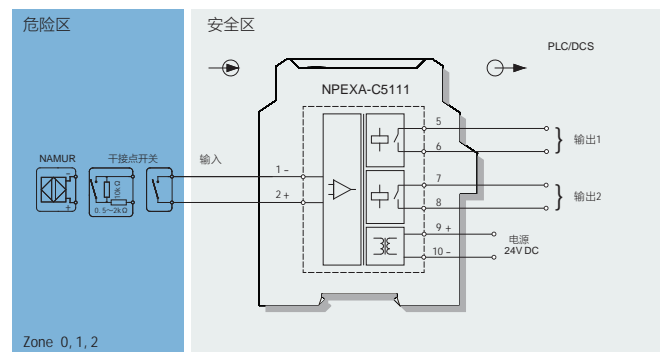 危险区
安全区
PLC/DCS
NPEXA-C5111
NAMUR
干接点开关
输入
10k Ω
0.5~2k Ω
-
+
1 -
2 +
5
6
输出1
7
8
输出2
9 +
10 -
电源
24V DC
Zone 0,1,2